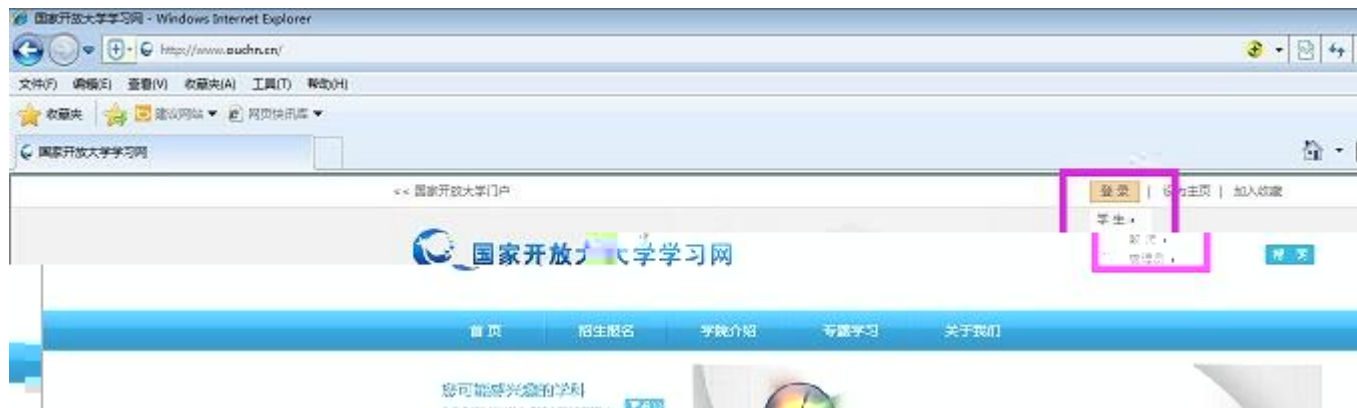 国家开放大学学习网 - Windows Internet Explorer
http://www.ouchn.cn/
文件(F) 编辑(E) 查看(V) 收藏夹(A) 工具(T) 帮助(H)
收藏夹 建议网站 网页快讯库
国家开放大学学习网
<< 国家开放大学门户 登录 | 设为主页 | 加入收藏
学生
国家开放大学学习网 教师
管理员 搜索
首页 招生报名 学院介绍 专题学习 关于我们
您可能感兴趣的学科